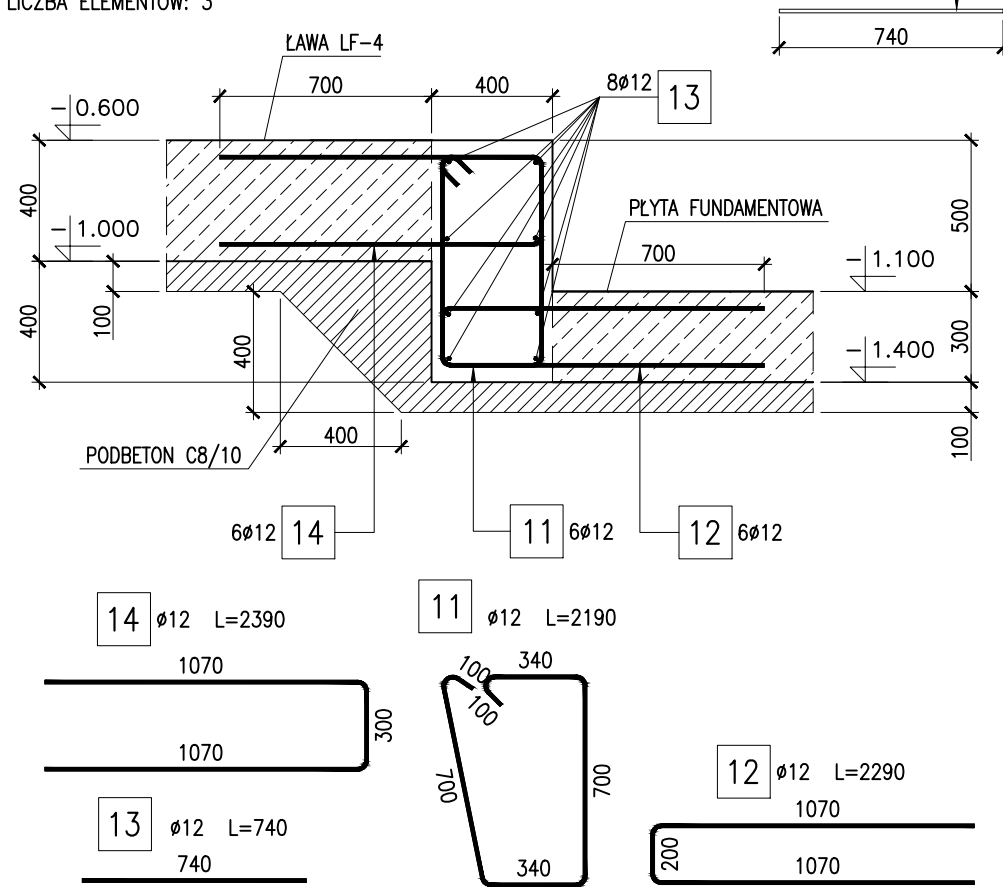 LICZBA ELEMENTÓW: 3
740
ŁAWA LF-4
700
400
8ø12 13
-0.600
400
-1.000
PŁYTA FUNDAMENTOWA
500
700
-1.100
100
400
400
300
-1.400
400
100
PODBETON C8/10
6ø12 14
11 6ø12
12 6ø12
14 ø12 L=2390
1070
300
1070
11 ø12 L=2190
100
340
100
700
700
340
13 ø12 L=740
740
12 ø12 L=2290
1070
200
1070